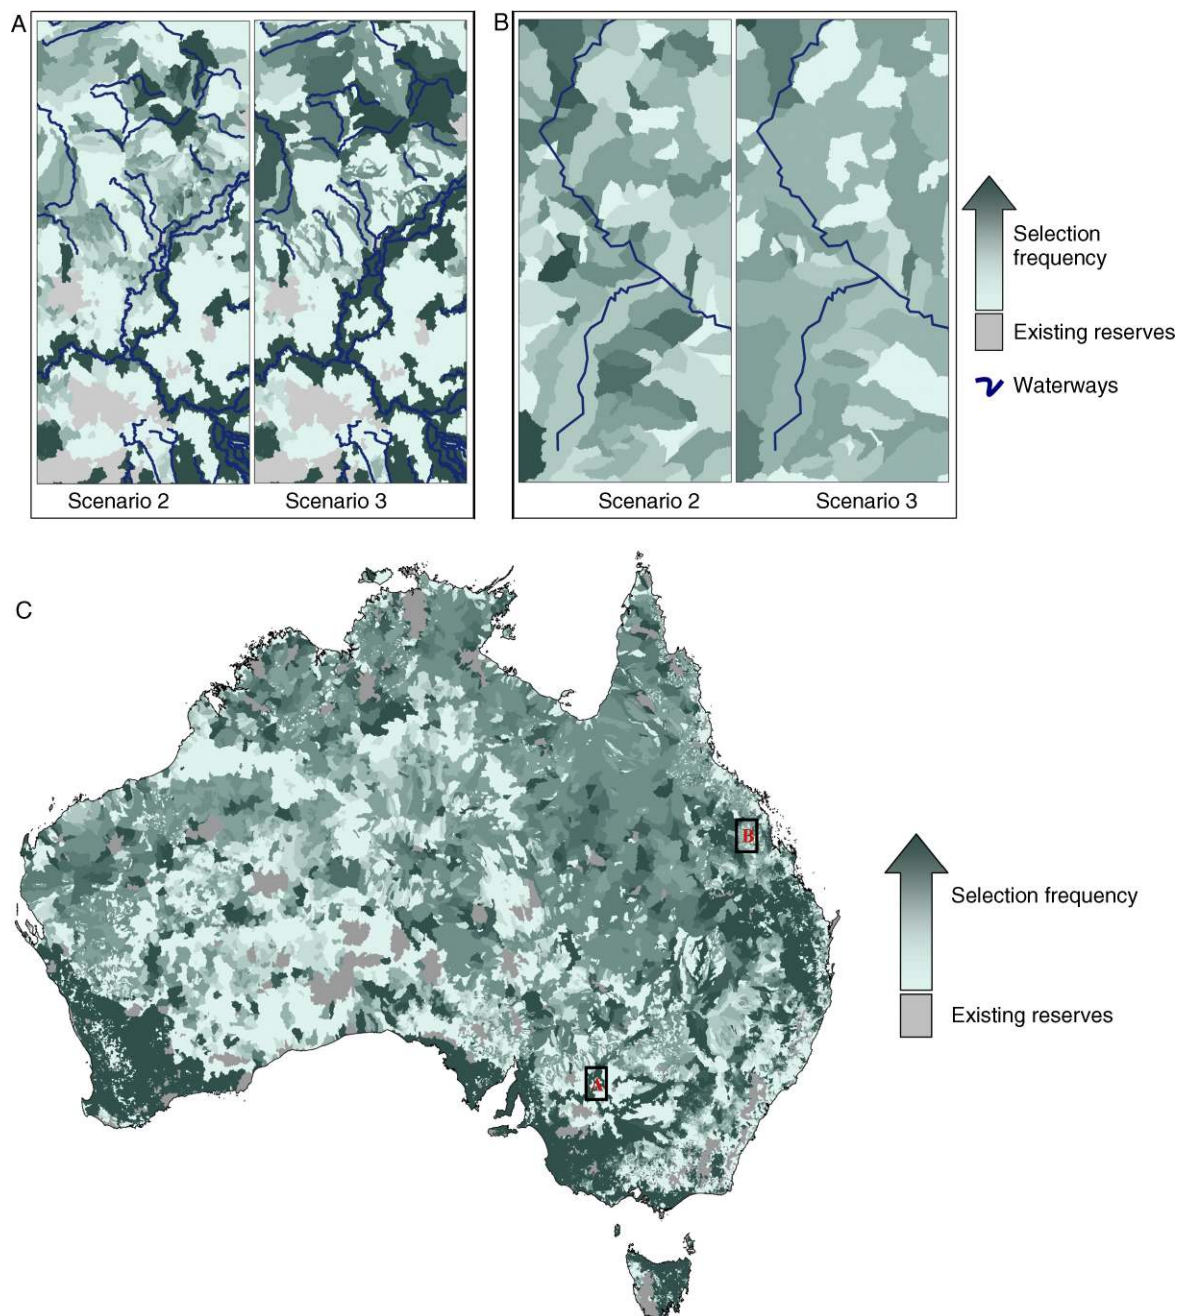 A
B
Scenario 2
Scenario 3
Scenario 2
Scenario 3
Selection
frequency
Existing reserves
Waterways
C
B
A
Selection frequency
Existing reserves